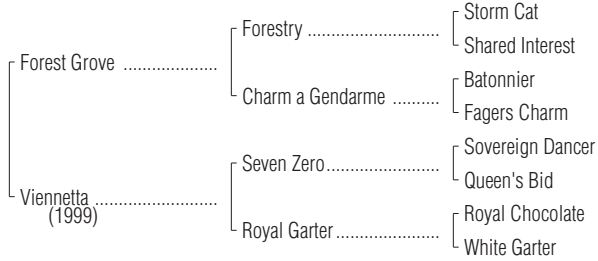 Storm Cat
Forestry ........................
Shared Interest
Forest Grove .................
Batonnier
Charm a Gendarme .........
Fagers Charm
Sovereign Dancer
Seven Zero.....................
Queen's Bid
Viennetta ......................
(1999)
Royal Chocolate
Royal Garter...................
White Garter